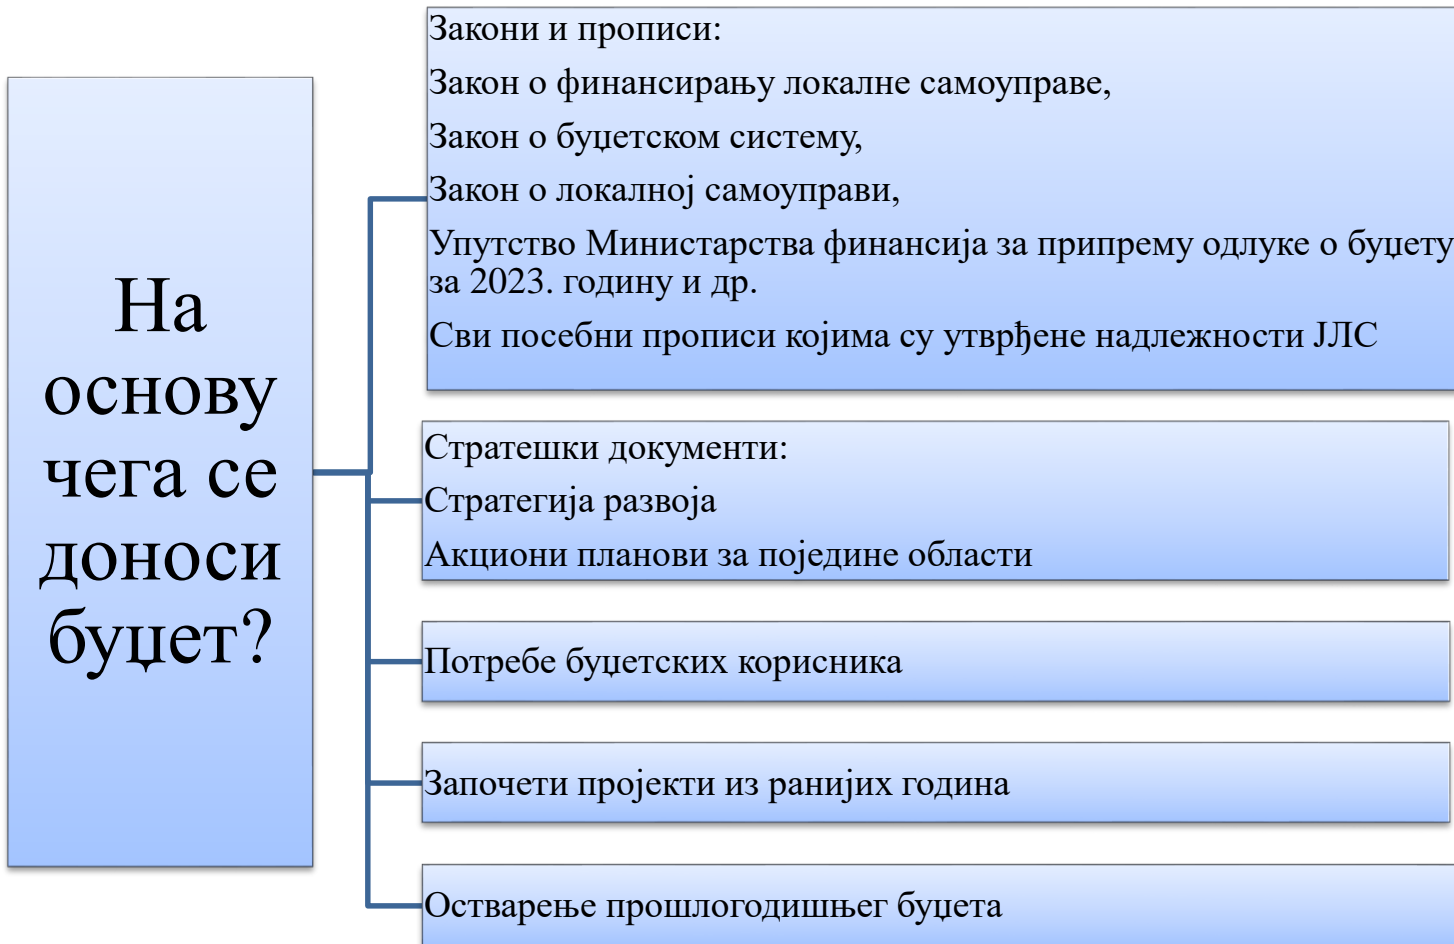 На
основу
чега се
доноси
буџет?
Закони и прописи:
Закон о финансирању локалне самоуправе,
Закон о буџетском систему,
Закон о локалној самоуправи,
Упутство Министарства финансија за припрему одлуке о буџету
за 2023. годину и др.
Сви посебни прописи којима су утврђене надлежности ЈЛС
Стратешки документи:
Стратегија развоја
Акциони планови за поједине области
Потребе буџетских корисника
Започети пројекти из ранијих година
Остварење прошлогодишњег буџета